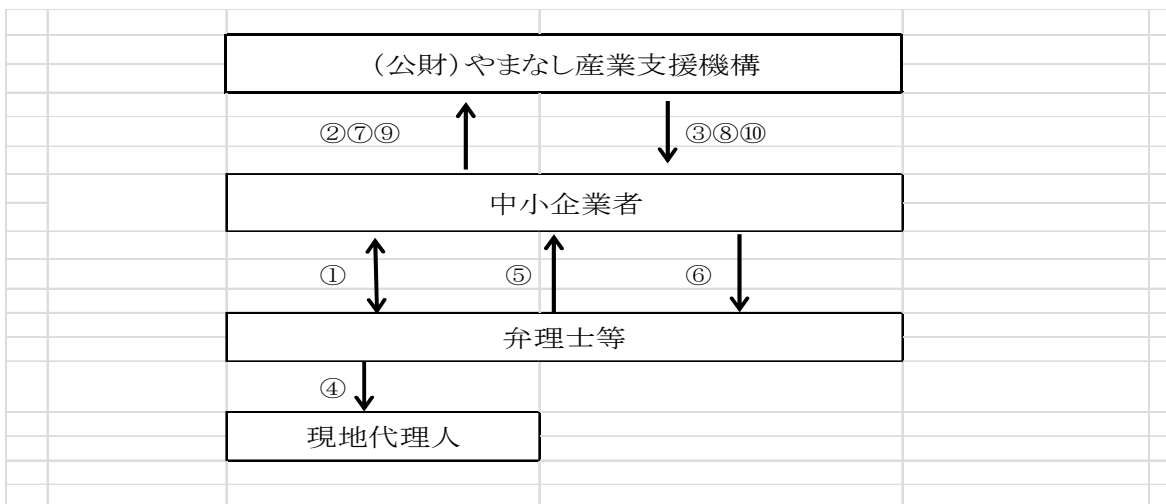 (公財)やまなし産業支援機構
②⑦⑨
③⑧⑩
中小企業者
①
⑤
⑥
弁理士等
④
現地代理人